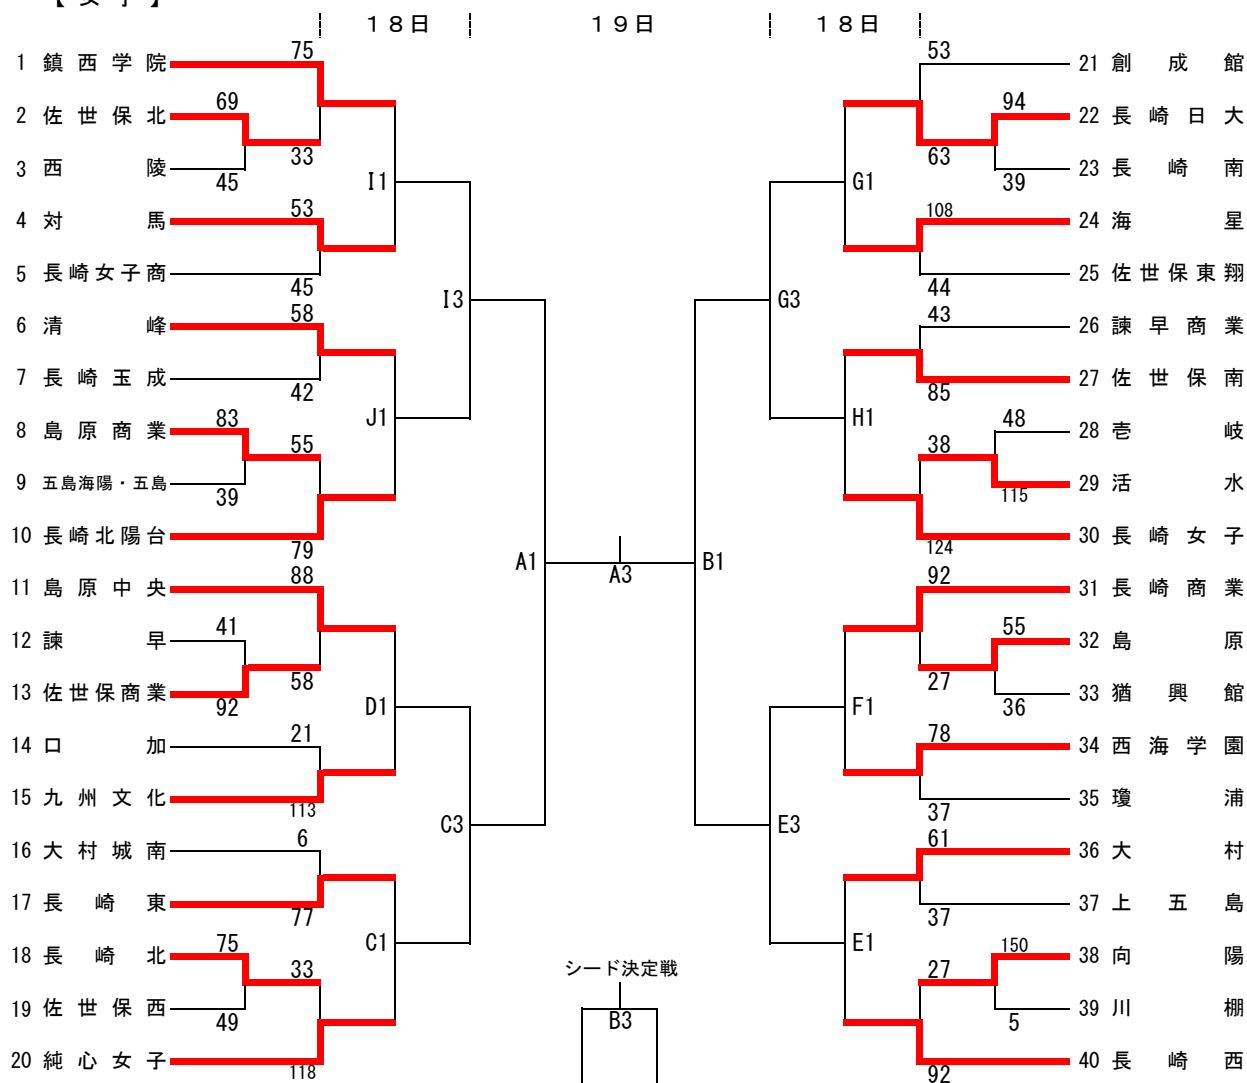 【女子】
18日 19日 18日
1 鎮西学院 75
2 佐世保北 69
33
3 西陵 45
I1
4 対馬 53
5 長崎女子商 45
I3
6 清峰 58
7 長崎玉成 42
J1
8 島原商業 83
55
9 五島海陽・五島 39
10 長崎北陽台 79
A1
11 島原中央 88
12 諫早 41
58
13 佐世保商業 92
D1
14 口加 21
15 九州文化 113
C3
16 大村城南 6
17 長崎東 77
C1
18 長崎北 75
33
19 佐世保西 49
20 純心女子 118
A3
シード決定戦
B3
53 21 創成館
94 22 長崎日大
63
39 23 長崎南
G1
108 24 海星
44 25 佐世保東翔
G3
43 26 諫早商業
85 27 佐世保南
H1
48 28 壱岐
38
115 29 活水
124 30 長崎女子
B1
92 31 長崎商業
55 32 島原
27
36 33 猶興館
F1
78 34 西海学園
37 35 瓊浦
E3
61 36 大村
37 37 上五島
E1
150 38 向陽
27
5 39 川棚
92 40 長崎西